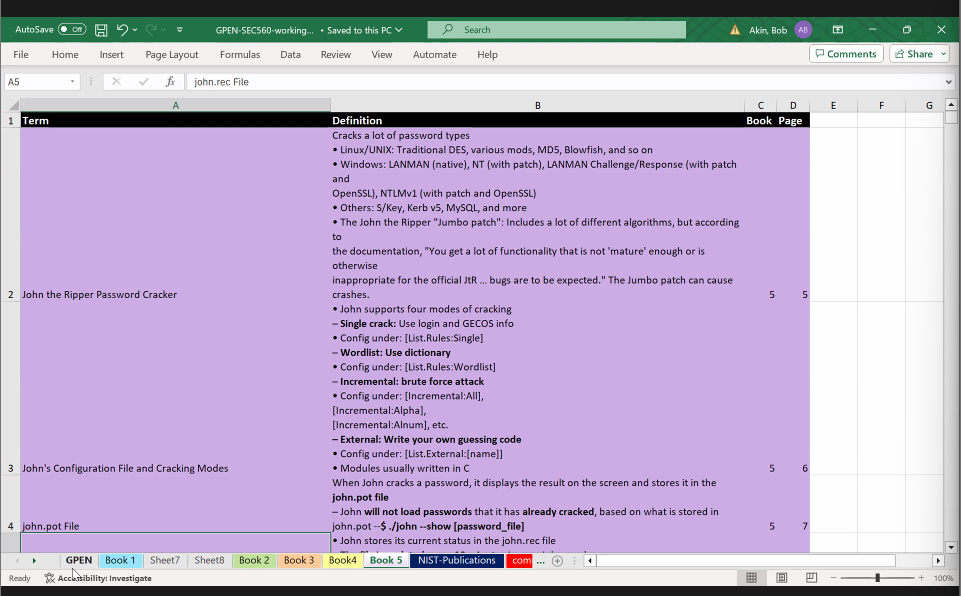 AutoSave Off GPEN-SEC560-working... • Saved to this PC Search Akin, Bob AB
File Home Insert Page Layout Formulas Data Review View Automate Help Comments Share
A5 fx john.rec File
A B C D E F G
1 Term Definition Book Page
Cracks a lot of password types
• Linux/UNIX: Traditional DES, various mods, MD5, Blowfish, and so on
• Windows: LANMAN (native), NT (with patch), LANMAN Challenge/Response (with patch
and
OpenSSL), NTLMv1 (with patch and OpenSSL)
• Others: S/Key, Kerb v5, MySQL, and more
• The John the Ripper "Jumbo patch": Includes a lot of different algorithms, but according
to
the documentation, "You get a lot of functionality that is not 'mature' enough or is
otherwise
inappropriate for the official JtR ... bugs are to be expected." The Jumbo patch can cause
2 John the Ripper Password Cracker crashes. 5 5
• John supports four modes of cracking
– Single crack: Use login and GECOS info
• Config under: [List.Rules:Single]
– Wordlist: Use dictionary
• Config under: [List.Rules:Wordlist]
– Incremental: brute force attack
• Config under: [Incremental:All],
[Incremental:Alpha],
[Incremental:Alnum], etc.
– External: Write your own guessing code
• Config under: [List.External:[name]]
3 John's Configuration File and Cracking Modes • Modules usually written in C 5 6
When John cracks a password, it displays the result on the screen and stores it in the
john.pot file
– John will not load passwords that it has already cracked, based on what is stored in
4 john.pot File john.pot --$ ./john --show [password_file] 5 7
• John stores its current status in the john.rec file
GPEN Book 1 Sheet7 Sheet8 Book 2 Book 3 Book4 Book 5 NIST-Publications com ...
Ready Accessibility: Investigate 100%